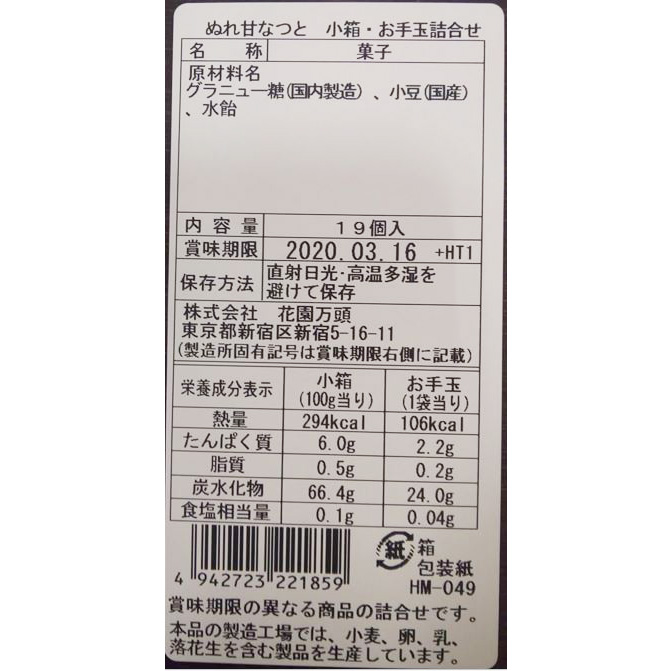 ぬれ甘なつと 小箱・お手玉詰合せ
名 称 菓子
原材料名
グラニュー糖(国内製造)、小豆(国産)
、水飴
内 容 量 19個入
賞味期限 2020.03.16 +HT1
保存方法 直射日光・高温多湿を
避けて保存
株式会社 花園万頭
東京都新宿区新宿5-16-11
(製造所固有記号は賞味期限右側に記載)
栄養成分表示 小箱 お手玉
(100g当り) (1袋当り)
熱量 294kcal 106kcal
たんぱく質 6.0g 2.2g
脂質 0.5g 0.2g
炭水化物 66.4g 24.0g
食塩相当量 0.1g 0.04g
紙 箱
包装紙
HM-049
4 942723 221859
賞味期限の異なる商品の詰合せです。
本品の製造工場では、小麦、卵、乳、
落花生を含む製品を生産しています。